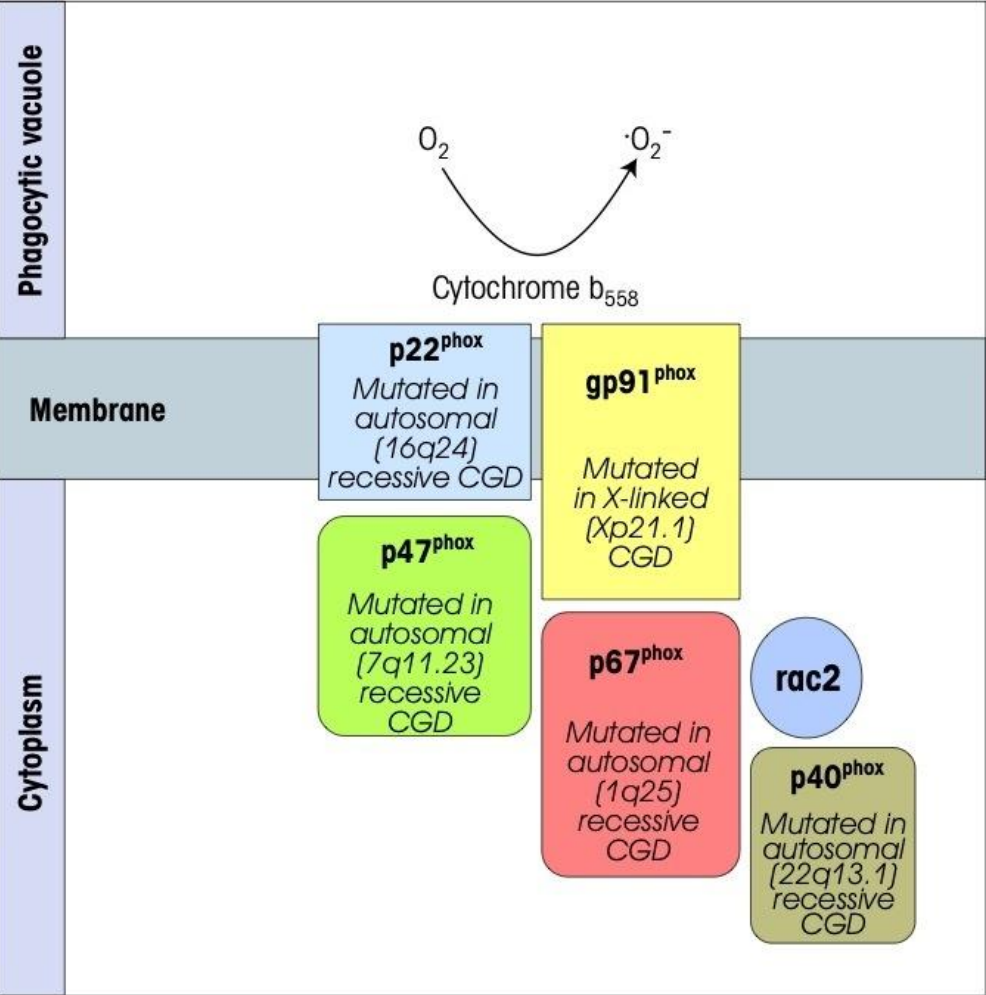 Phagocytic vacuole
O₂
·O₂⁻
Cytochrome b₅₅₈
Membrane
p22ᵖʰᵒˣ
Mutated in
autosomal
(16q24)
recessive CGD
gp91ᵖʰᵒˣ
Mutated
in X-linked
(Xp21.1)
CGD
Cytoplasm
p47ᵖʰᵒˣ
Mutated in
autosomal
(7q11.23)
recessive
CGD
p67ᵖʰᵒˣ
Mutated in
autosomal
(1q25)
recessive
CGD
rac2
p40ᵖʰᵒˣ
Mutated in
autosomal
(22q13.1)
recessive
CGD